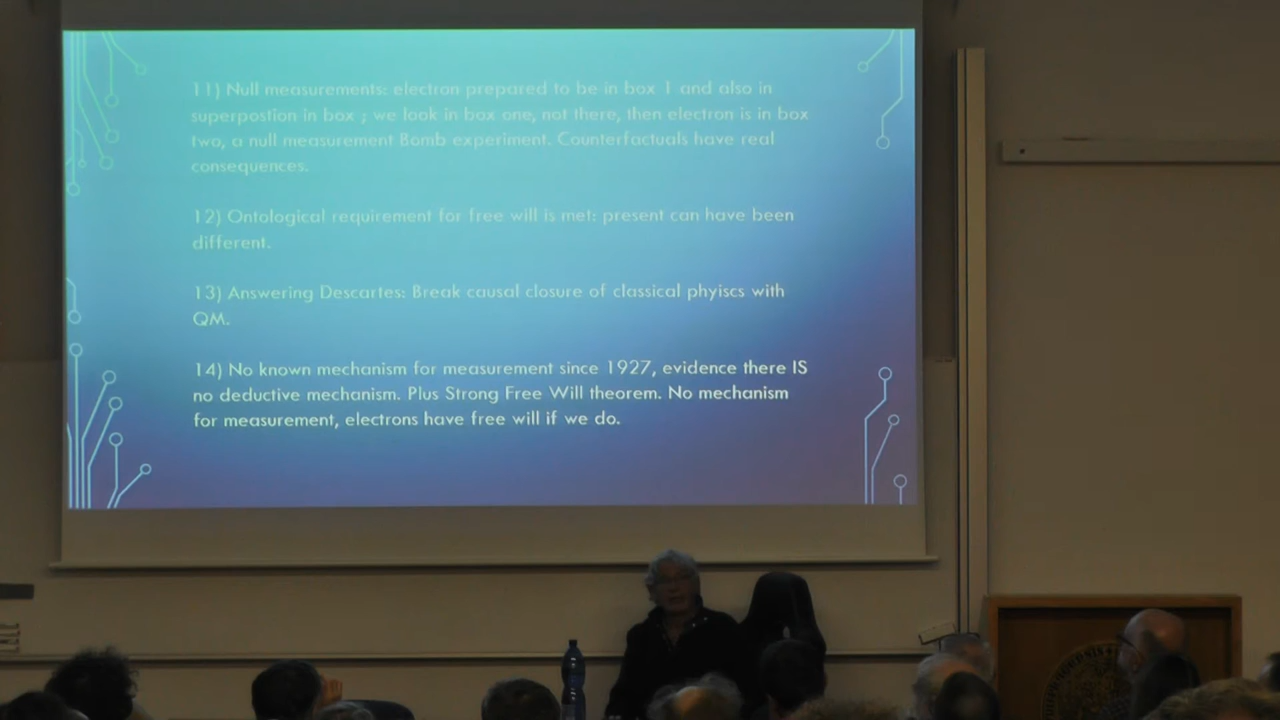 11) Null measurements: electron prepared to be in box 1 and also in
superpostion in box ; we look in box one, not there, then electron is in box
two, a null measurement Bomb experiment. Counterfactuals have real
consequences.
12) Ontological requirement for free will is met: present can have been
different.
13) Answering Descartes: Break causal closure of classical phyiscs with
QM.
14) No known mechanism for measurement since 1927, evidence there IS
no deductive mechanism. Plus Strong Free Will theorem. No mechanism
for measurement, electrons have free will if we do.